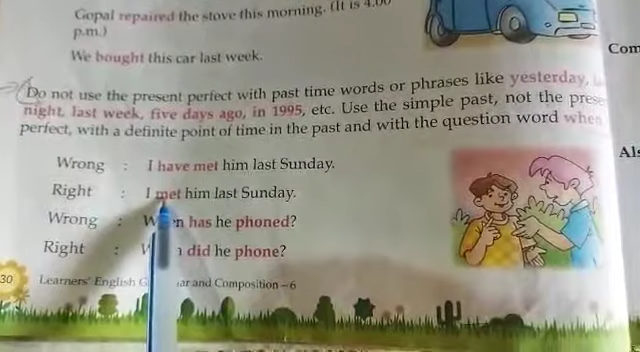 Gopal repaired the stove this morning. (It is 4.00
p.m.)
We bought this car last week.
Com
Do not use the present perfect with past time words or phrases like yesterday,
night, last week, five days ago, in 1995, etc. Use the simple past, not the
perfect, with a definite point of time in the past and with the question word when
Wrong : I have met him last Sunday.
Right : I met him last Sunday.
Wrong : has he phoned?
Right : did he phone?
30 Learners' English and Composition–6